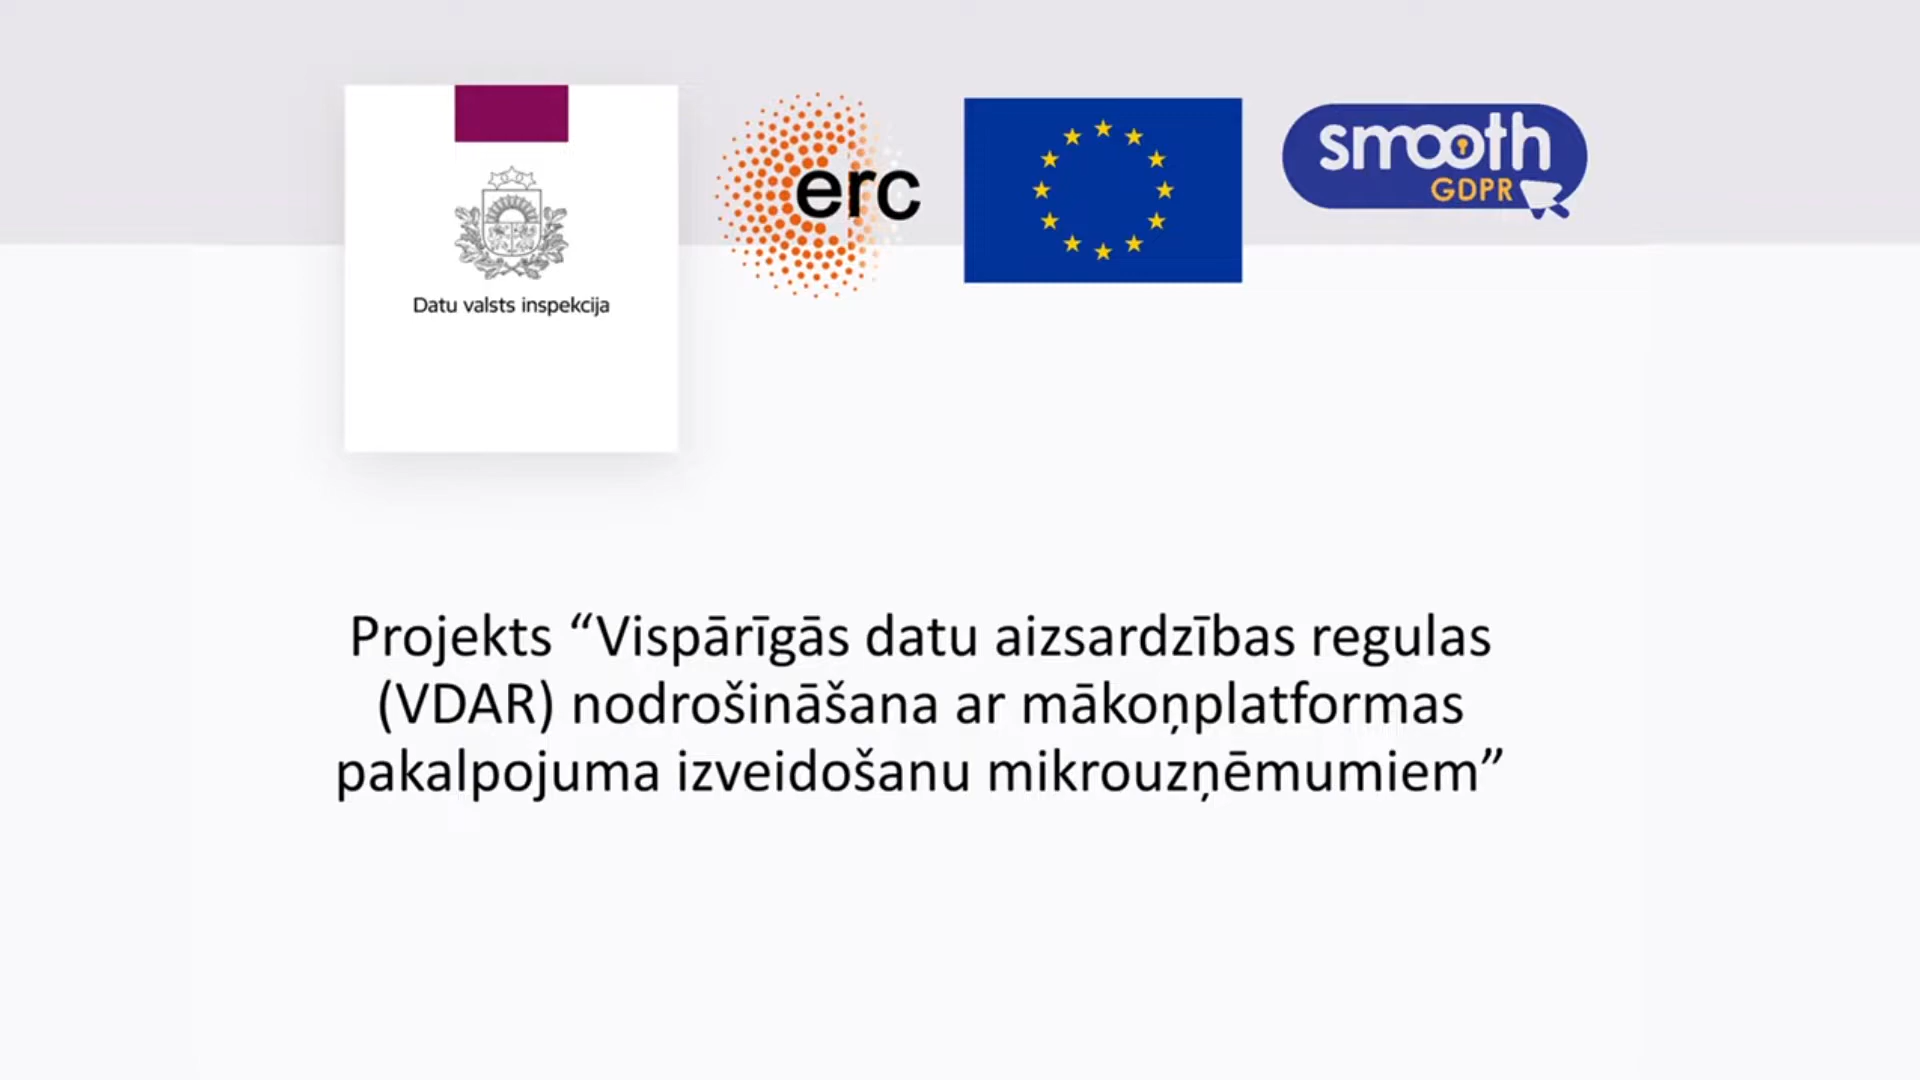 Datu valsts inspekcija
erc
smooth
GDPR
Projekts “Vispārīgās datu aizsardzības regulas
(VDAR) nodrošināšana ar mākoņplatformas
pakalpojuma izveidošanu mikrouzņēmumiem”